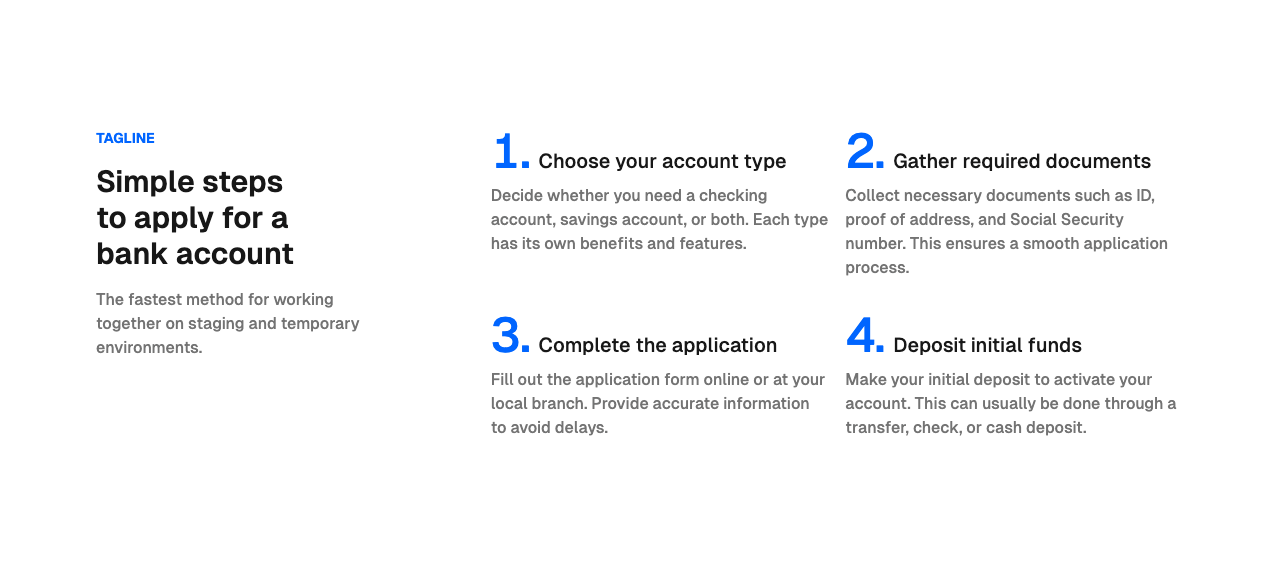 TAGLINE
Simple steps
to apply for a
bank account
The fastest method for working
together on staging and temporary
environments.
1. Choose your account type
Decide whether you need a checking
account, savings account, or both. Each type
has its own benefits and features.
2. Gather required documents
Collect necessary documents such as ID,
proof of address, and Social Security
number. This ensures a smooth application
process.
3. Complete the application
Fill out the application form online or at your
local branch. Provide accurate information
to avoid delays.
4. Deposit initial funds
Make your initial deposit to activate your
account. This can usually be done through a
transfer, check, or cash deposit.